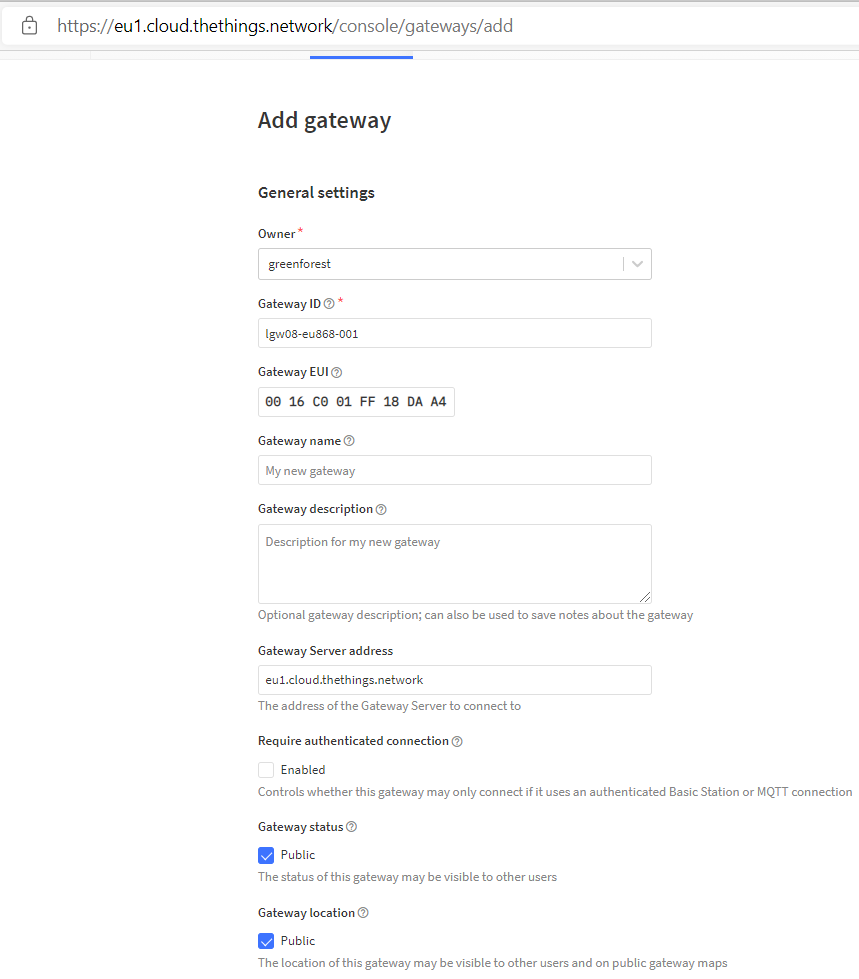 https://eu1.cloud.thethings.network/console/gateways/add
Add gateway
General settings
Owner *
greenforest
Gateway ID ? *
lgw08-eu868-001
Gateway EUI ?
00 16 C0 01 FF 18 DA A4
Gateway name ?
My new gateway
Gateway description ?
Description for my new gateway
Optional gateway description; can also be used to save notes about the gateway
Gateway Server address
eu1.cloud.thethings.network
The address of the Gateway Server to connect to
Require authenticated connection ?
Enabled
Controls whether this gateway may only connect if it uses an authenticated Basic Station or MQTT connection
Gateway status ?
Public
The status of this gateway may be visible to other users
Gateway location ?
Public
The location of this gateway may be visible to other users and on public gateway maps